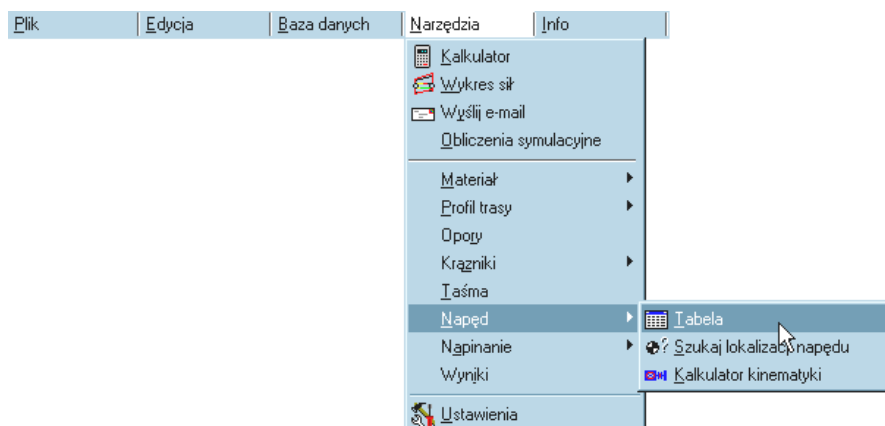 Plik Edycja Baza danych Narzędzia Info
Kalkulator
Wykres sił
Wyślij e-mail
Obliczenia symulacyjne
Materiał
Profil trasy
Opory
Krążniki
Taśma
Napęd
Tabela
Napinanie
Szukaj lokalizacji napędu
Wyniki
Kalkulator kinematyki
Ustawienia